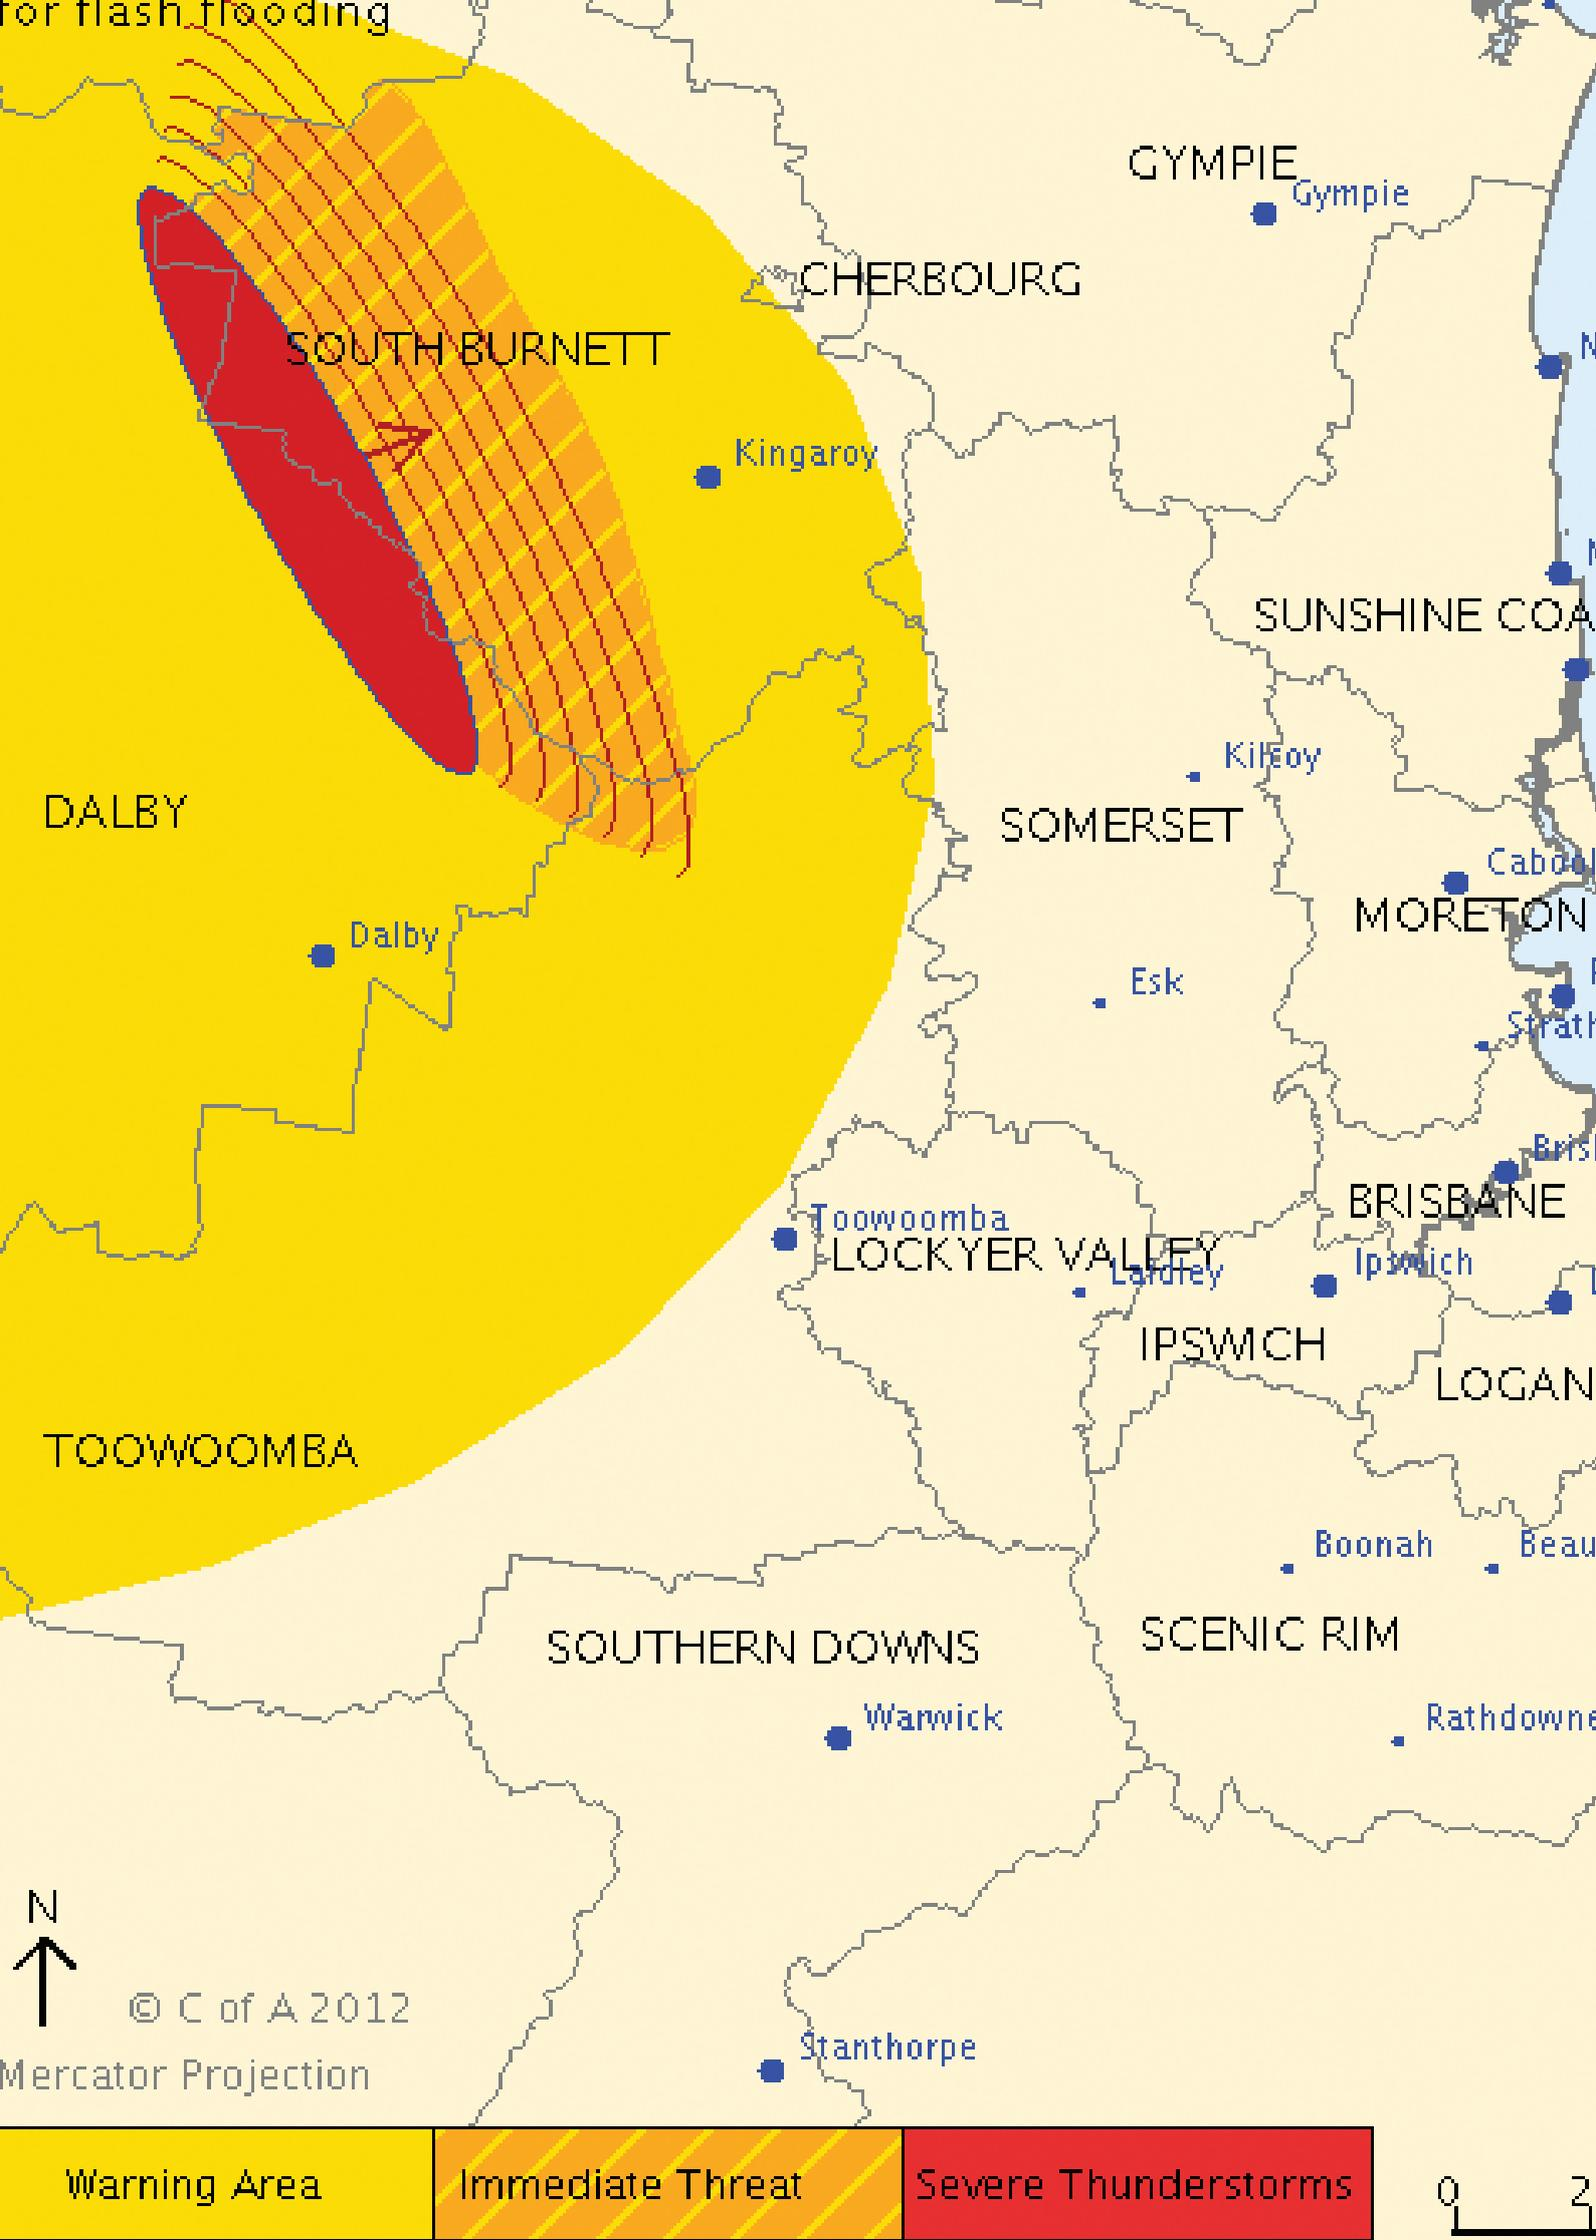 for flash flooding
GYMPIE
Gympie
CHERBOURG
SOUTH BURNETT
Kingaroy
SUNSHINE COA
Kilcoy
DALBY
SOMERSET
MORETON
Dalby
Esk
Strath
Toowoomba
BRISBANE
LOCKYER VALLEY
Laidley
Ipswich
IPSWICH
LOGAN
TOOWOOMBA
Boonah
Beau
SOUTHERN DOWNS
SCENIC RIM
Warwick
Rathdowne
N
© C of A 2012
Stanthorpe
Mercator Projection
Warning Area
Immediate Threat
Severe Thunderstorms
0
2